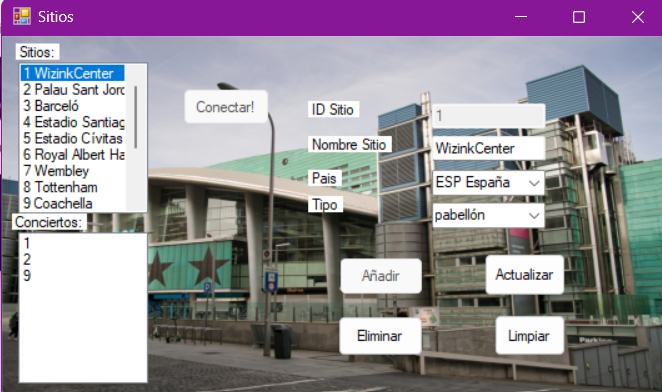 Sitios
Sitios:
1 WizinkCenter
2 Palau Sant Jord
3 Barceló
4 Estadio Santiag
5 Estadio Cívitas
6 Royal Albert Ha
7 Wembley
8 Tottenham
9 Coachella
Conciertos:
1
2
9
Conectar!
ID Sitio
1
Nombre Sitio
WizinkCenter
Pais
ESP España
Tipo
pabellón
Añadir
Actualizar
Eliminar
Limpiar